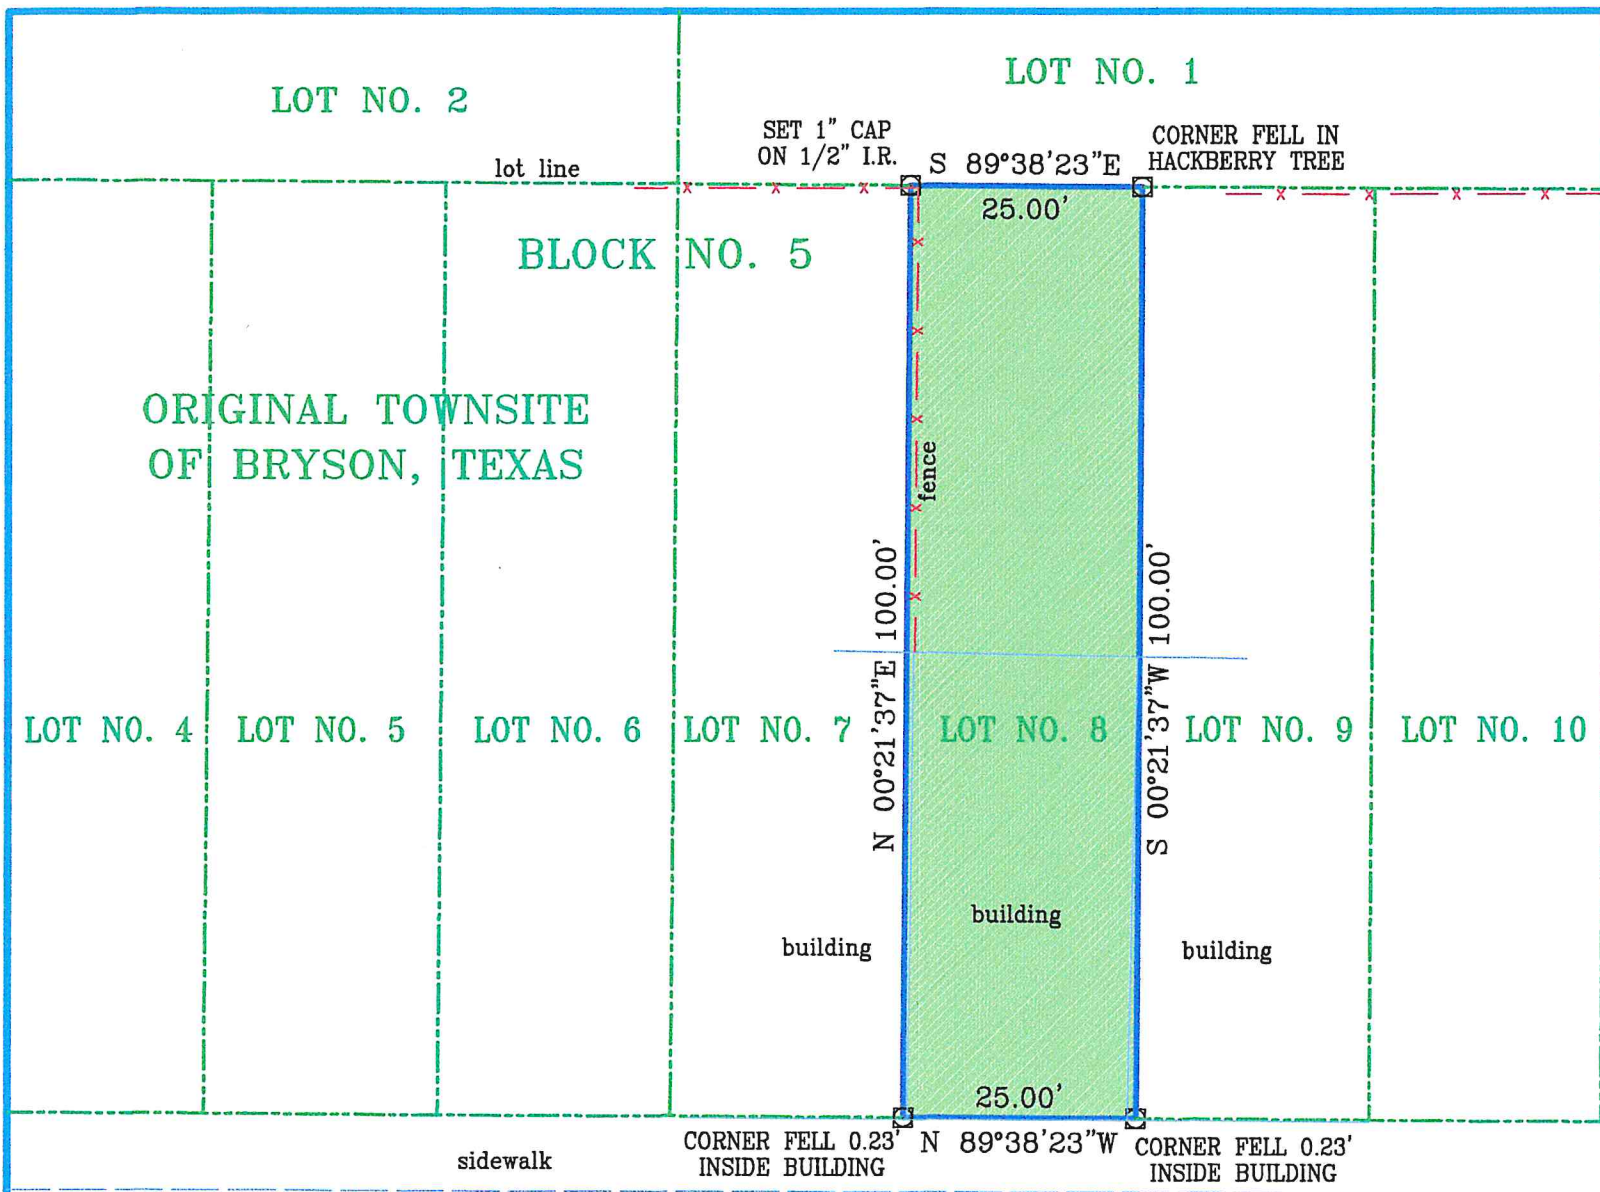 LOT NO. 2
LOT NO. 1
SET 1" CAP
ON 1/2" I.R.
CORNER FELL IN
HACKBERRY TREE
lot line
S 89°38'23"E
25.00'
BLOCK NO. 5
ORIGINAL TOWNSITE
OF BRYSON, TEXAS
fence
N 00°21'37"E 100.00'
S 00°21'37"W 100.00'
LOT NO. 4
LOT NO. 5
LOT NO. 6
LOT NO. 7
LOT NO. 8
LOT NO. 9
LOT NO. 10
building
building
building
25.00'
N 89°38'23"W
CORNER FELL 0.23'
INSIDE BUILDING
CORNER FELL 0.23'
INSIDE BUILDING
sidewalk